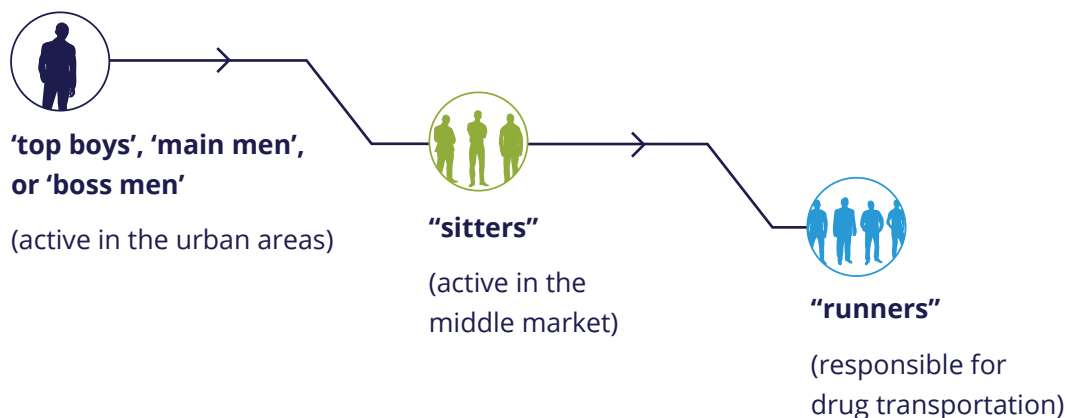 ‘top boys’, ‘main men’,
or ‘boss men’
(active in the urban areas)
“sitters”
(active in the
middle market)
“runners”
(responsible for
drug transportation)